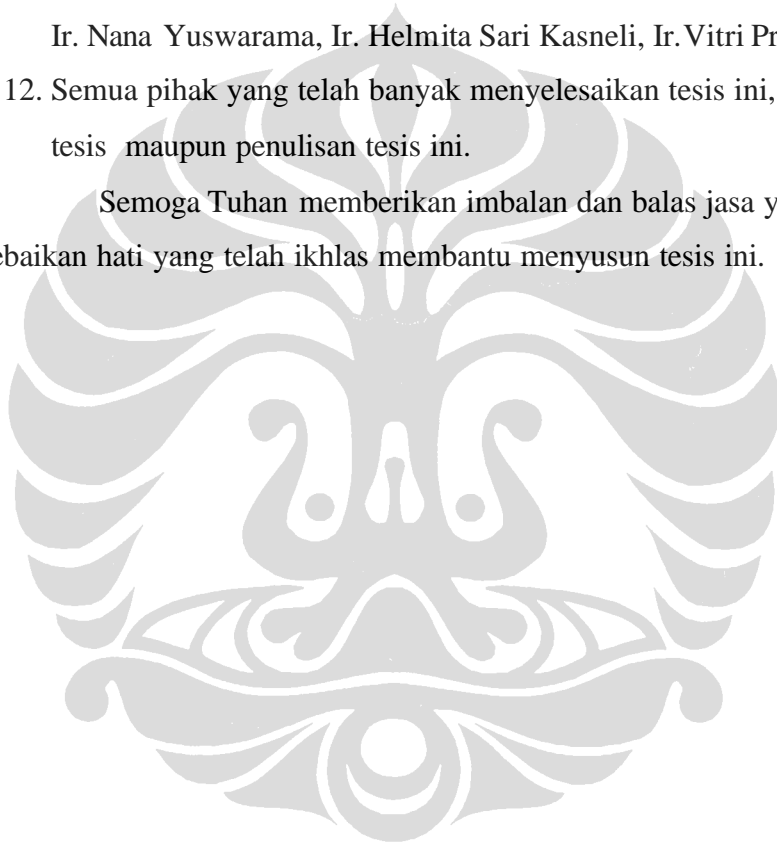 Ir. Nana Yuswarama, Ir. Helmita Sari Kasneli, Ir. Vitri
12. Semua pihak yang telah banyak menyelesaikan tesis ini,
tesis maupun penulisan tesis ini.
Semoga Tuhan memberikan imbalan dan balas jasa
hati yang telah ikhlas membantu menyusun tesis ini.